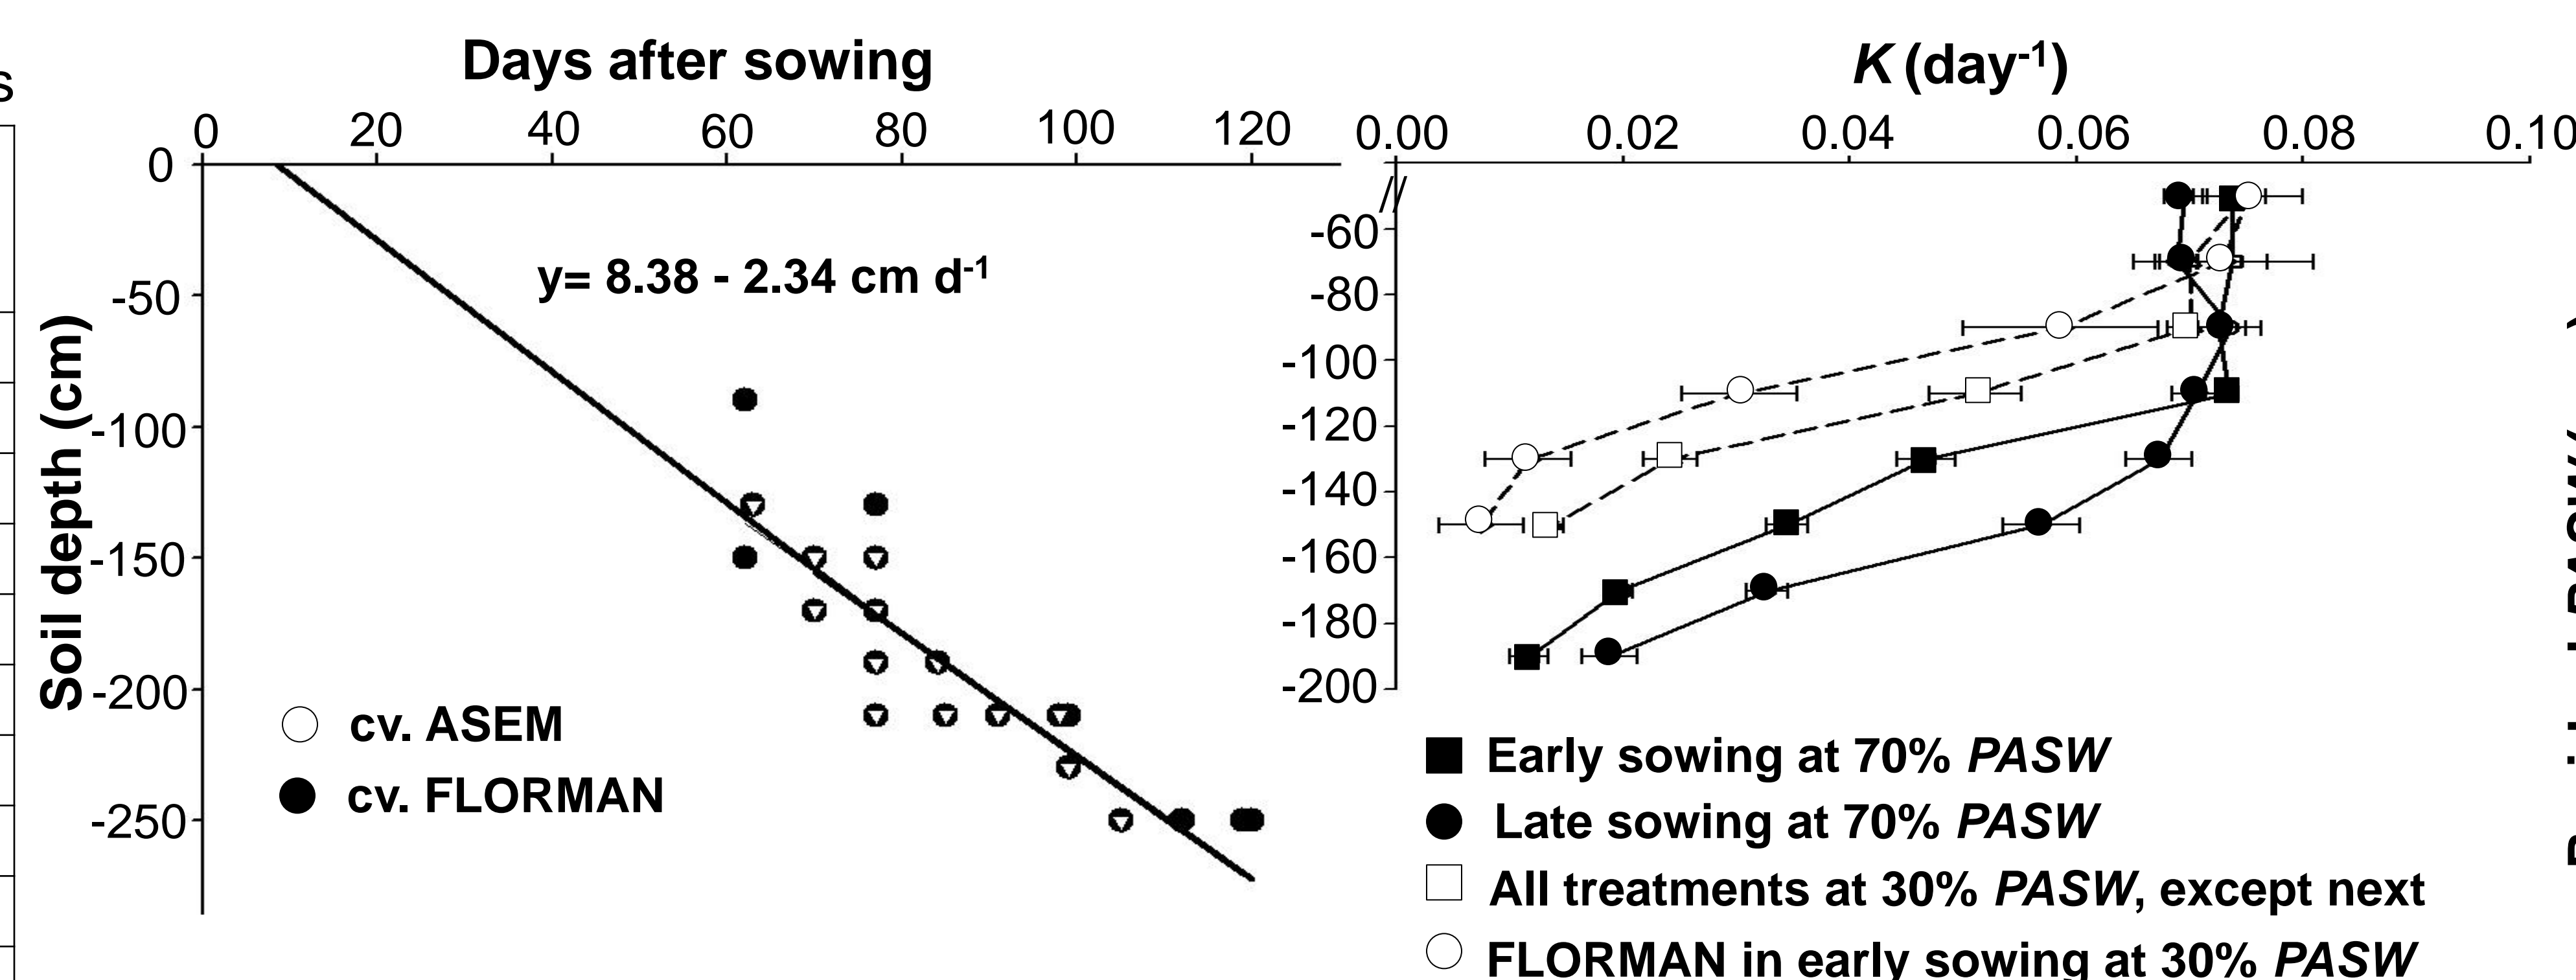 s
Days after sowing
0 20 40 60 80 100 120
0
-50
-100
-150
-200
-250
Soil depth (cm)
y= 8.38 - 2.34 cm d-1
cv. ASEM
cv. FLORMAN
K (day-1)
0.00 0.02 0.04 0.06 0.08 0.10
//
-60
-80
-100
-120
-140
-160
-180
-200
Early sowing at 70% PASW
Late sowing at 70% PASW
All treatments at 30% PASW, except next
FLORMAN in early sowing at 30% PASW